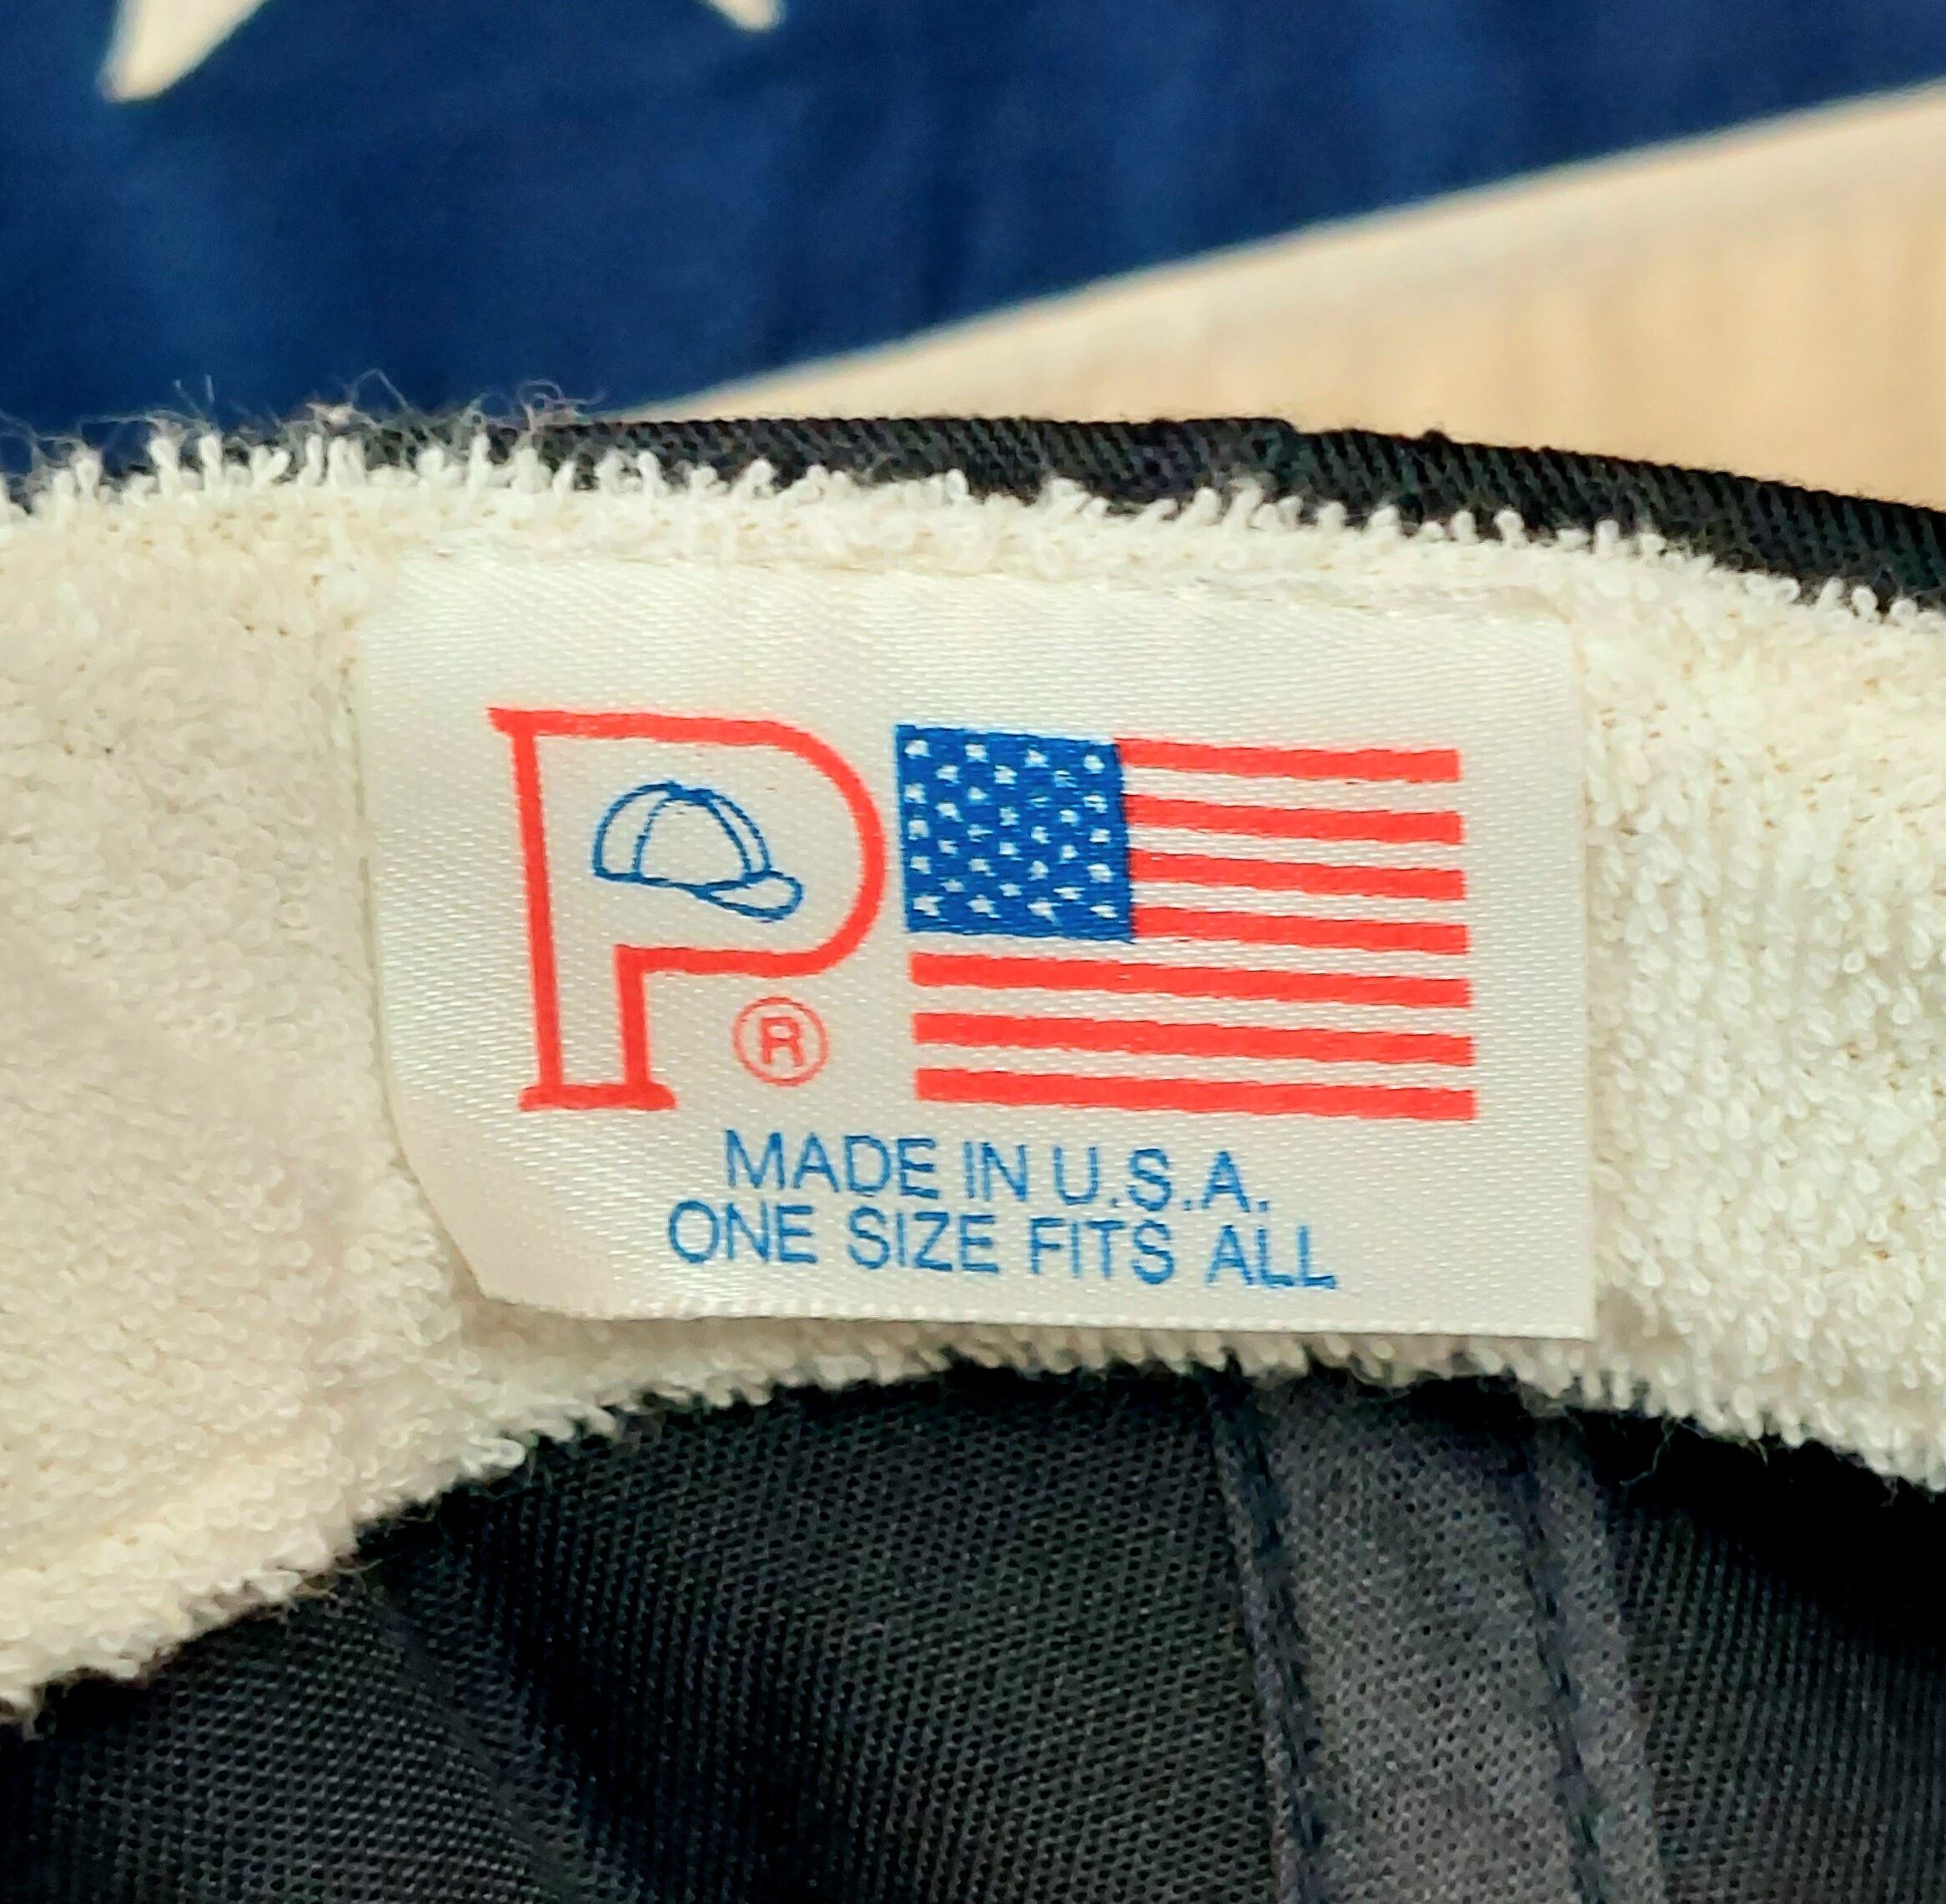 P®
MADE IN U.S.A.
ONE SIZE FITS ALL